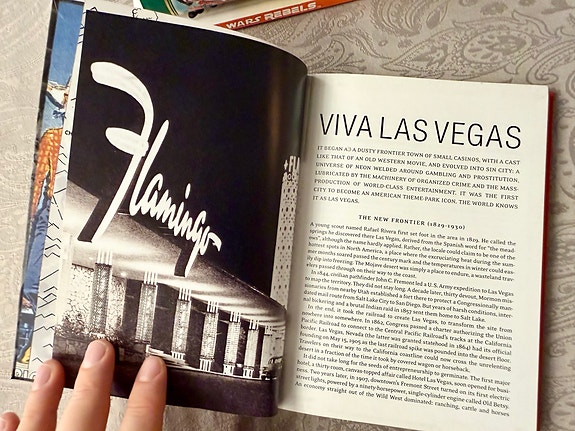 WARS REBELS.
Flamingo
FL
VIVA LAS VEGAS
IT BEGAN AS A DUSTY FRONTIER TOWN OF SMALL CASINOS, WITH A CAST
LIKE THAT OF AN OLD WESTERN MOVIE, AND EVOLVED INTO SIN CITY: A
UNIVERSE OF NEON WELDED AROUND GAMBLING AND PROSTITUTION,
LUBRICATED BY THE MACHINERY OF ORGANIZED CRIME AND THE MASS-
PRODUCTION OF WORLD-CLASS ENTERTAINMENT. IT WAS THE FIRST
CITY TO BECOME AN AMERICAN THEME-PARK ICON. THE WORLD KNOWS
IT AS LAS VEGAS.
THE NEW FRONTIER (1829–1930)
A young scout named Rafael Rivera first set foot in the area in 1829. He called the
springs he discovered there Las Vegas, derived from the Spanish word for "the mead-
ows", although the name hardly applied. Rather, the locale could claim to be one of the
harshest spots in North America, a place where the excruciating heat during the sum-
mer months soared past the century mark and the temperatures in winter could eas-
ily dip into freezing. The Mojave desert was simply a place to endure, a wasteland trav-
elers passed through on their way to the coast.
In 1844, civilian pathfinder John C. Fremont led a U.S. Army expedition to Las Vegas
to map the territory. They did not stay long. A decade later, thirty devout, Mormon mis-
sionaries from nearby Utah established a fort there to protect a Congressionally man-
dated mail route from Salt Lake City to San Diego. But years of harsh conditions, inter-
nal bickering and a brutal Indian raid in 1857 sent them home to Salt Lake.
In the end, it took the railroad to create Las Vegas, to transform the site from
nowhere into somewhere. In 1862, Congress passed a charter authorizing the Union
Pacific Railroad to connect to the Central Pacific Railroad's tracks at the California
border. Las Vegas, Nevada (the latter was granted statehood in 1864) had its official
founding on May 15, 1905 as the last railroad spike was pounded into the desert floor.
Travelers on their way to the California coastline could now cross the unrelenting
desert in a fraction of the time it took by covered wagon or horseback.
It did not take long for the seeds of entrepreneurship to germinate. The first major
hotel, a thirty-room, canvas-topped affair called Hotel Las Vegas, soon opened for busi-
ness. Two years later, in 1907, downtown's Fremont Street turned on its first electric
street lights, powered by a ninety-horsepower, single-cylinder engine called Old Betsy.
An economy straight out of the Wild West dominated: ranching, cattle and horses